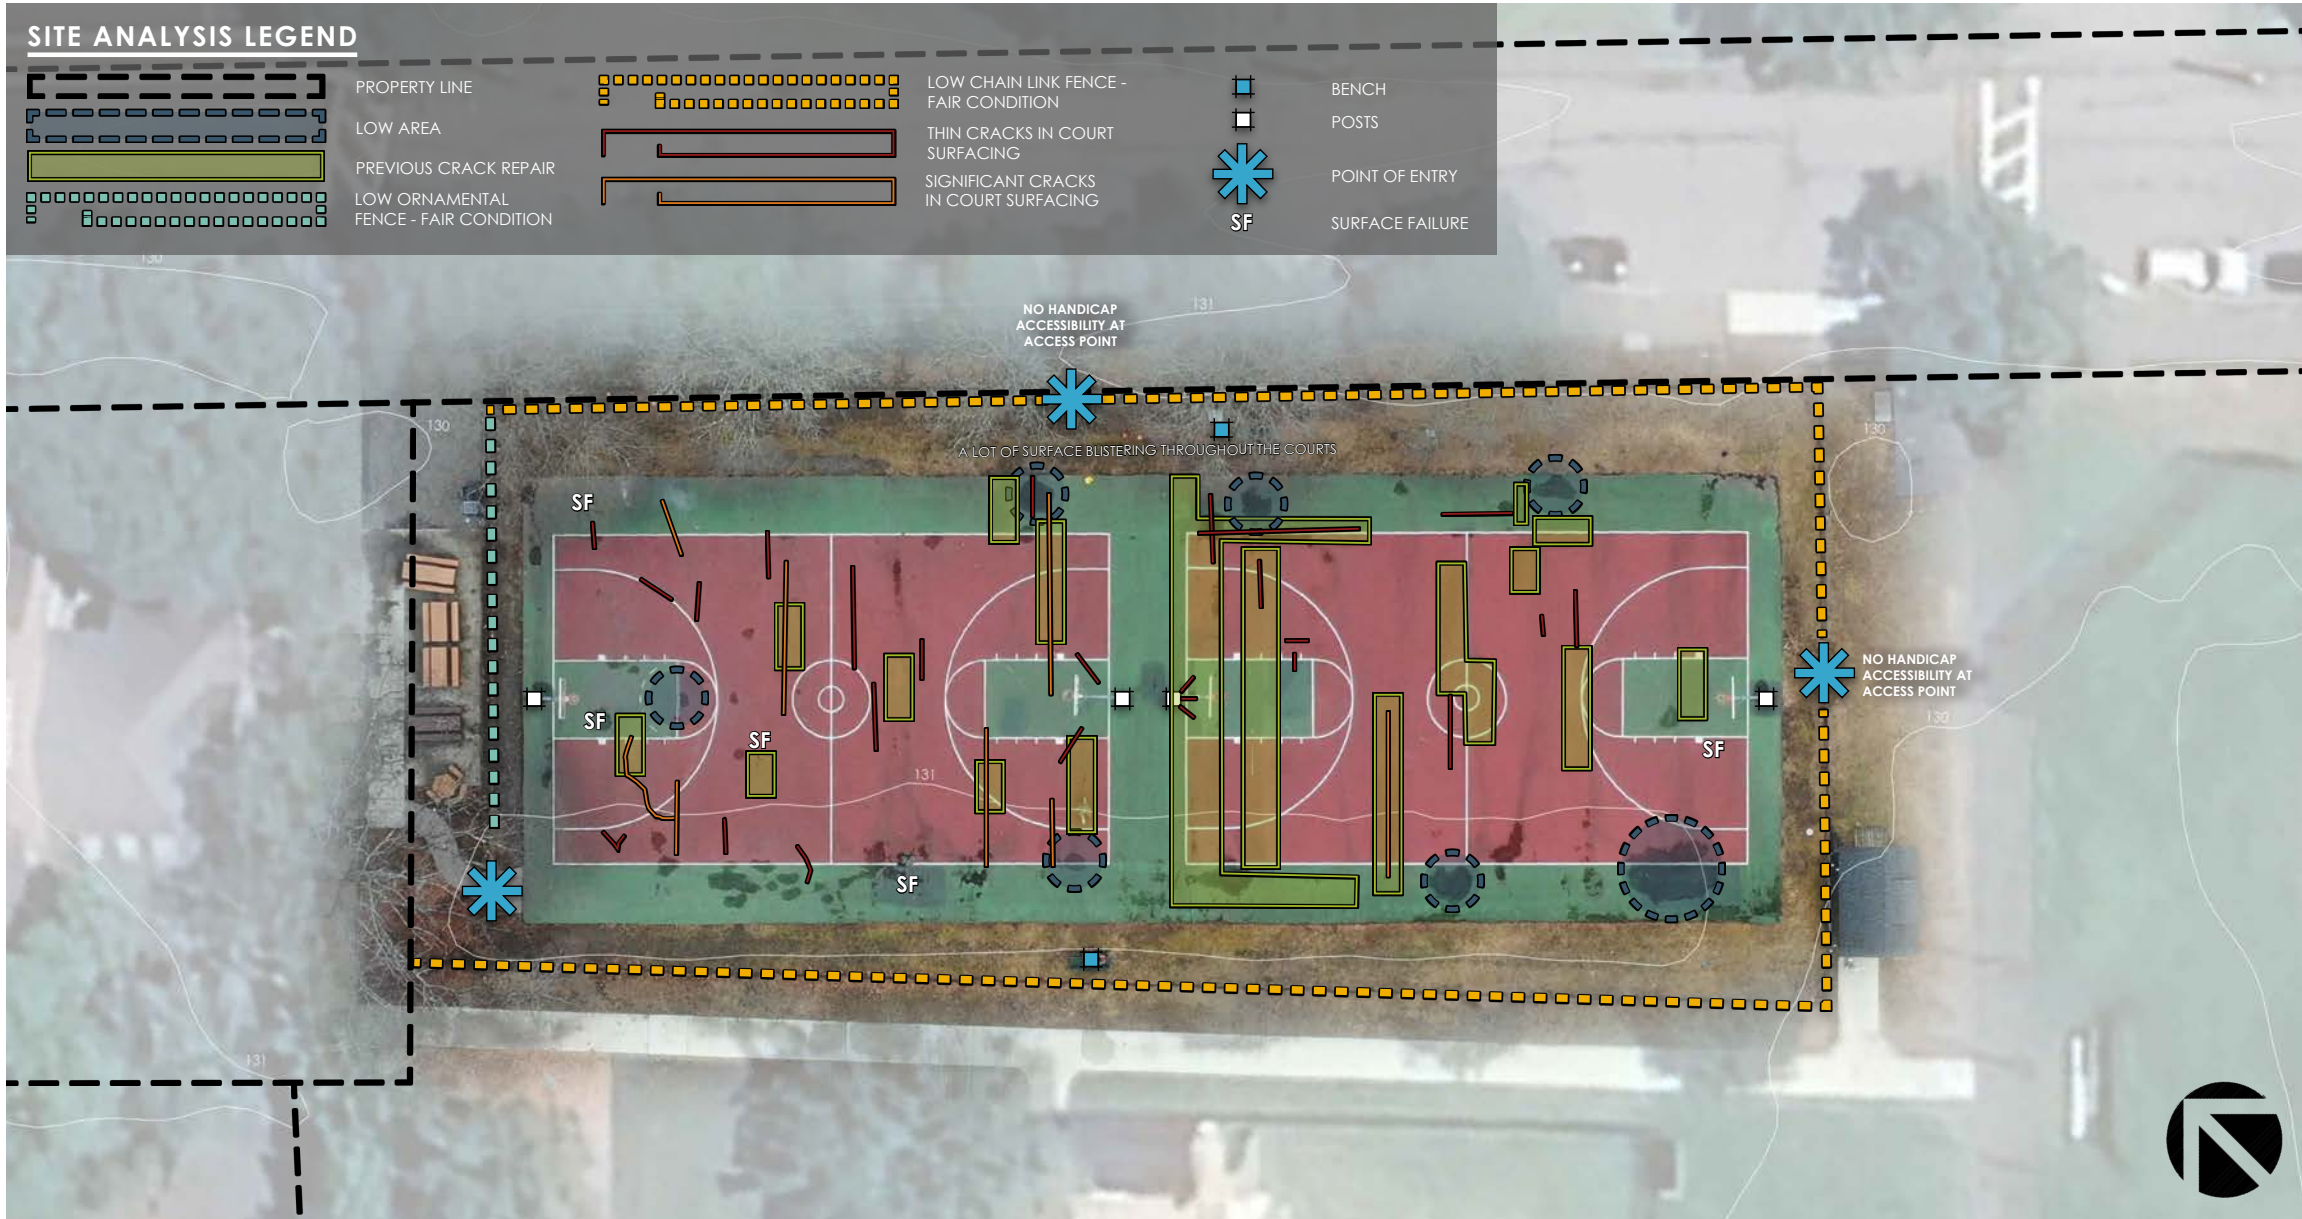 SITE ANALYSIS LEGEND
PROPERTY LINE
LOW AREA
PREVIOUS CRACK REPAIR
LOW ORNAMENTAL
FENCE - FAIR CONDITION
LOW CHAIN LINK FENCE -
FAIR CONDITION
THIN CRACKS IN COURT
SURFACING
SIGNIFICANT CRACKS
IN COURT SURFACING
BENCH
POSTS
POINT OF ENTRY
SF
SURFACE FAILURE
130
131
NO HANDICAP
ACCESSIBILITY AT
ACCESS POINT
130
130
A LOT OF SURFACE BLISTERING THROUGHOUT THE COURTS
SF
NO HANDICAP
ACCESSIBILITY AT
ACCESS POINT
130
SF
SF
SF
131
SF
131